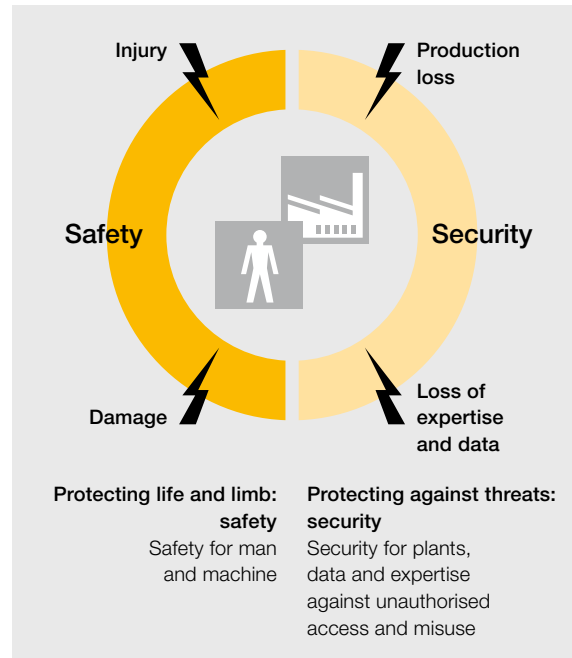 Injury
Production
loss
Safety
Security
Damage
Loss of
expertise
and data
Protecting life and limb:
safety
Safety for man
and machine
Protecting against threats:
security
Security for plants,
data and expertise
against unauthorised
access and misuse